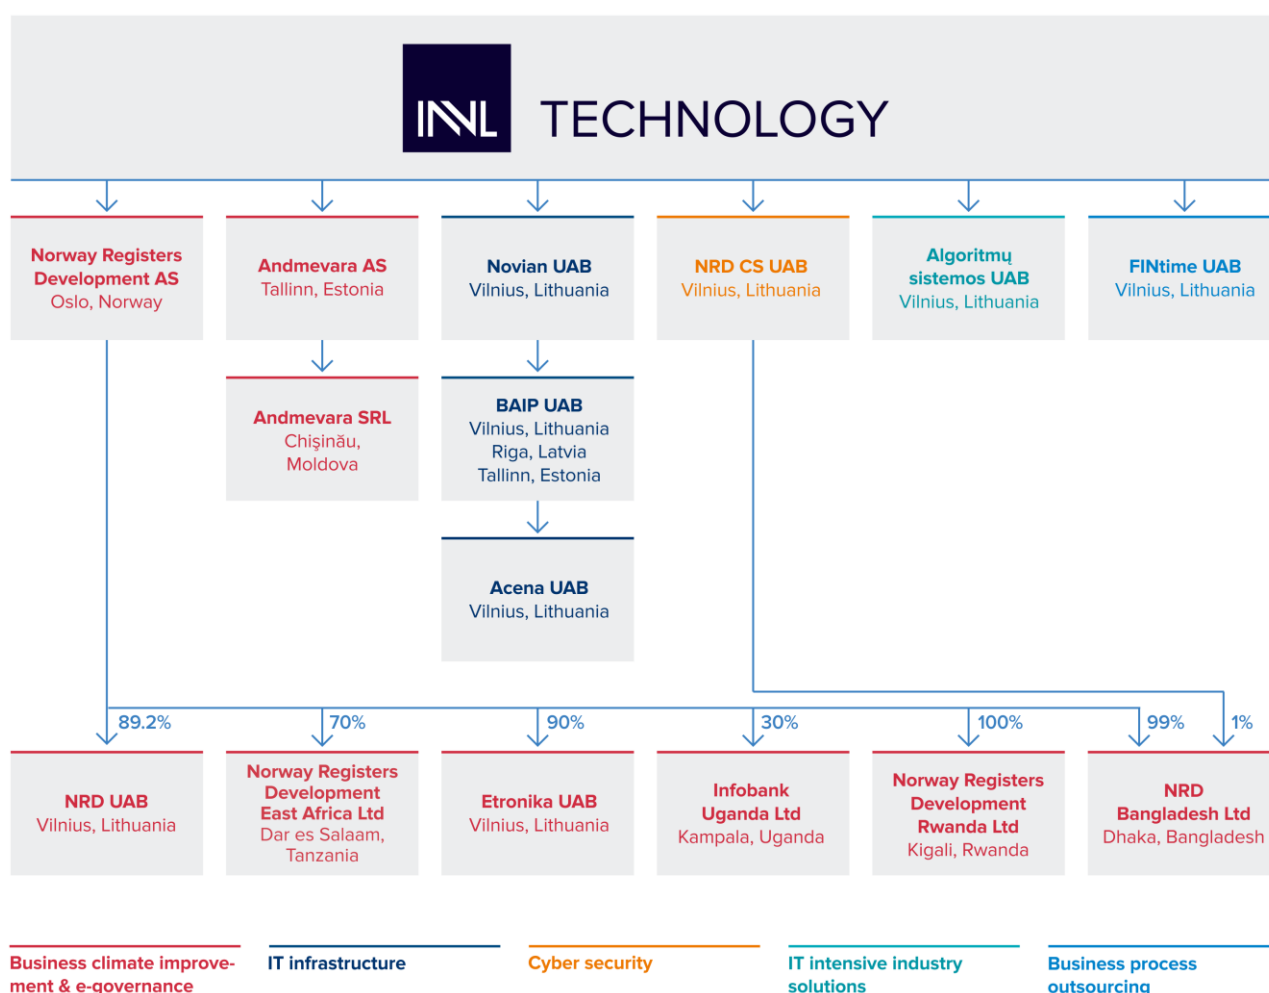 INVL TECHNOLOGY
Norway Registers
Development AS
Oslo, Norway
Andmevara AS
Tallinn, Estonia
Novian UAB
Vilnius, Lithuania
NRD CS UAB
Vilnius, Lithuania
Algoritmų
sistemos UAB
Vilnius, Lithuania
FINtime UAB
Vilnius, Lithuania
Andmevara SRL
Chişinău,
Moldova
BAIP UAB
Vilnius, Lithuania
Riga, Latvia
Tallinn, Estonia
Acena UAB
Vilnius, Lithuania
89.2%
70%
90%
30%
100%
99%
1%
NRD UAB
Vilnius, Lithuania
Norway Registers
Development
East Africa Ltd
Dar es Salaam,
Tanzania
Etronika UAB
Vilnius, Lithuania
Infobank
Uganda Ltd
Kampala, Uganda
Norway Registers
Development
Rwanda Ltd
Kigali, Rwanda
NRD
Bangladesh Ltd
Dhaka, Bangladesh
Business climate improve-
ment & e-governance
IT infrastructure
Cyber security
IT intensive industry
solutions
Business process
outsourcing